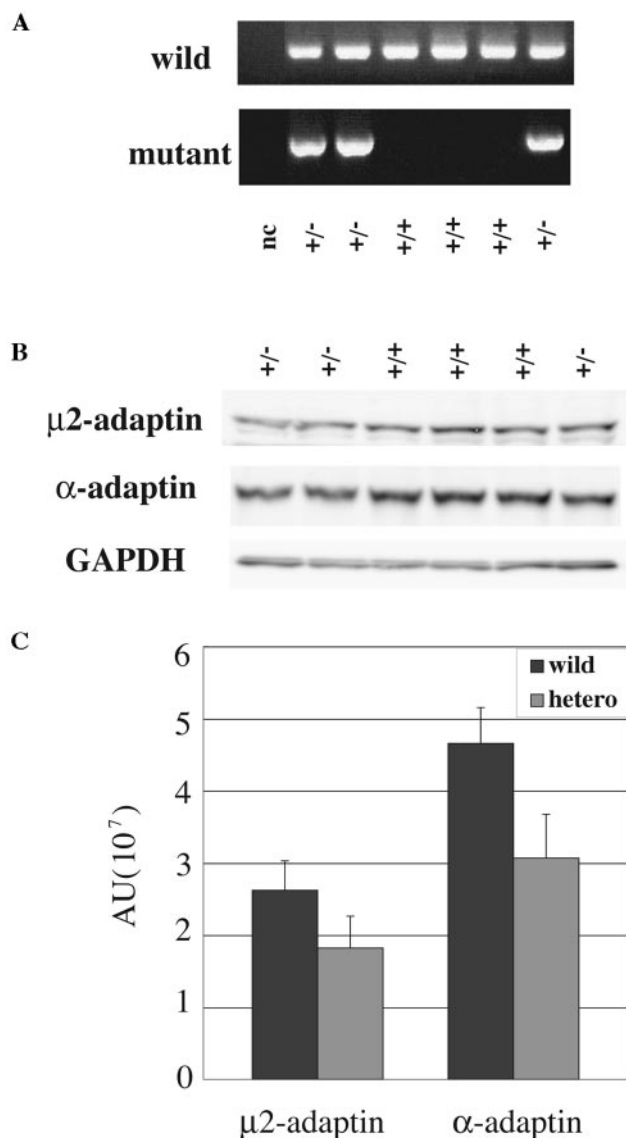 A
wild
mutant
nc +/- +/- +/+ +/+ +/+ +/-
B
+/- +/- +/+ +/+ +/+ +/-
μ2-adaptin
α-adaptin
GAPDH
C
6
5
4
3
2
1
0
AU(10⁷)
wild
hetero
μ2-adaptin α-adaptin